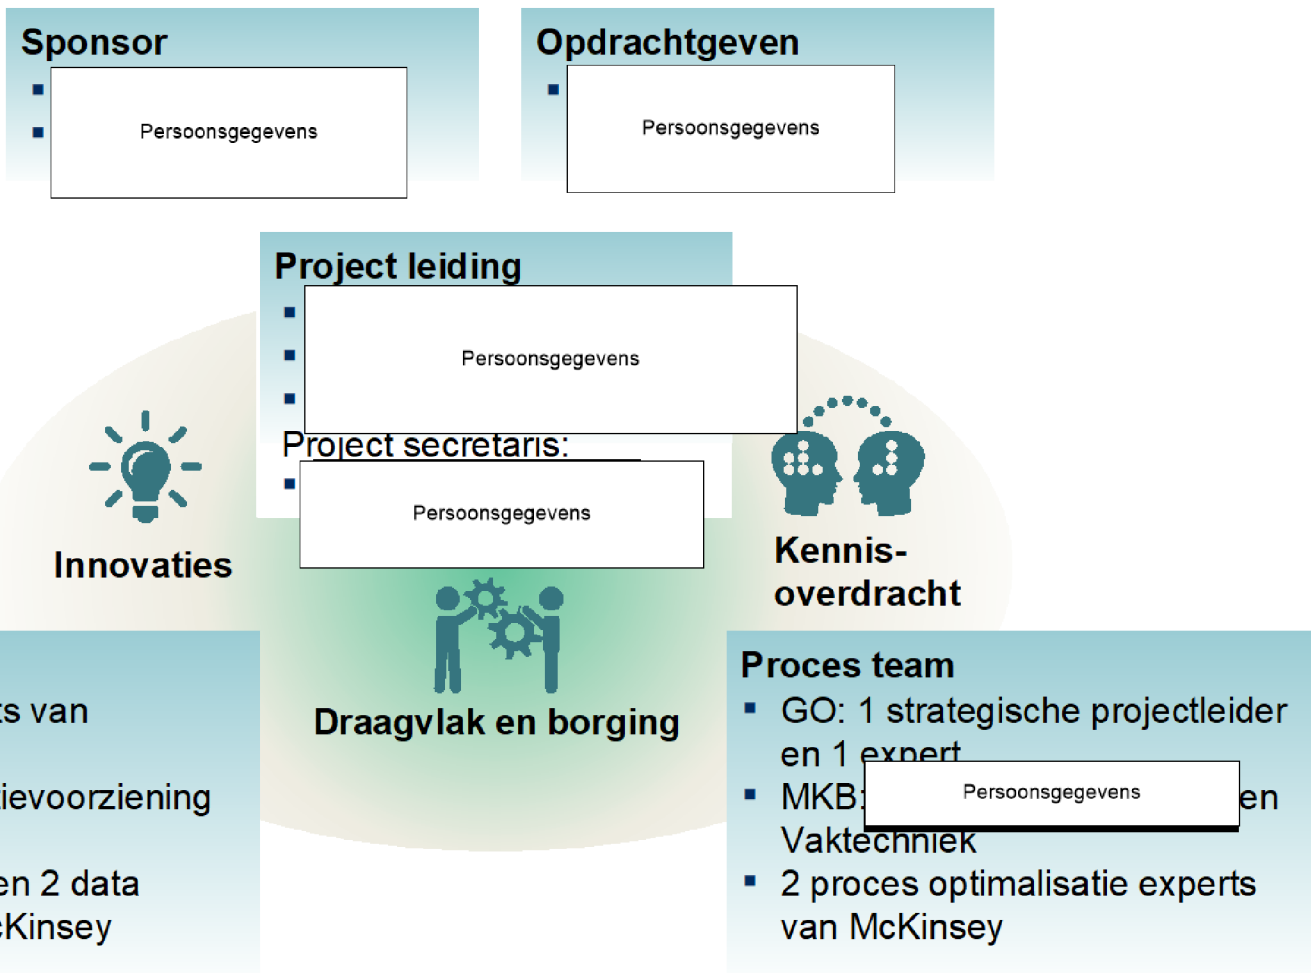 Sponsor
Persoonsgegevens
Opdrachtgeven
Persoonsgegevens
Project leiding
Persoonsgegevens
Project secretaris:
Persoonsgegevens
Innovaties
Kennis-
overdracht
Draagvlak en borging
ts van
tievoorziening
en 2 data
cKinsey
Proces team
GO: 1 strategische projectleider
en 1 expert
MKB: Persoonsgegevens en
Vaktechniek
2 proces optimalisatie experts
van McKinsey